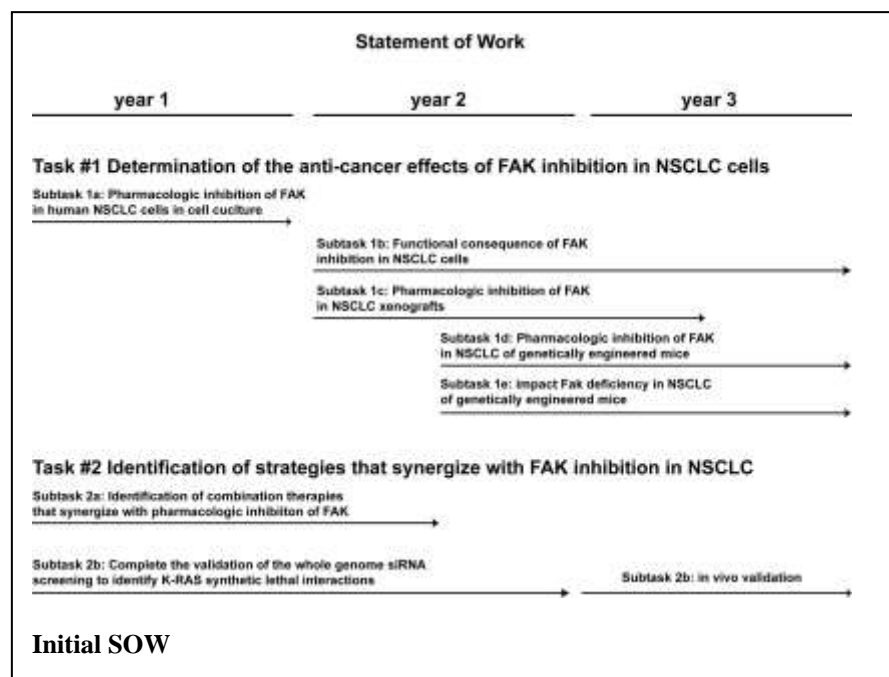 Statement of Work
year 1 year 2 year 3
Task #1 Determination of the anti-cancer effects of FAK inhibition in NSCLC cells
Subtask 1a: Pharmacologic inhibition of FAK
in human NSCLC cells in cell cuclture
Subtask 1b: Functional consequence of FAK
inhibition in NSCLC cells
Subtask 1c: Pharmacologic inhibition of FAK
in NSCLC xenografts
Subtask 1d: Pharmacologic inhibition of FAK
in NSCLC of genetically engineered mice
Subtask 1e: impact Fak deficiency in NSCLC
of genetically engineered mice
Task #2 Identification of strategies that synergize with FAK inhibition in NSCLC
Subtask 2a: Identification of combination therapies
that synergize with pharmacologic inhibiiton of FAK
Subtask 2b: Complete the validation of the whole genome siRNA
screening to identify K-RAS synthetic lethal interactions
Subtask 2b: in vivo validation
Initial SOW